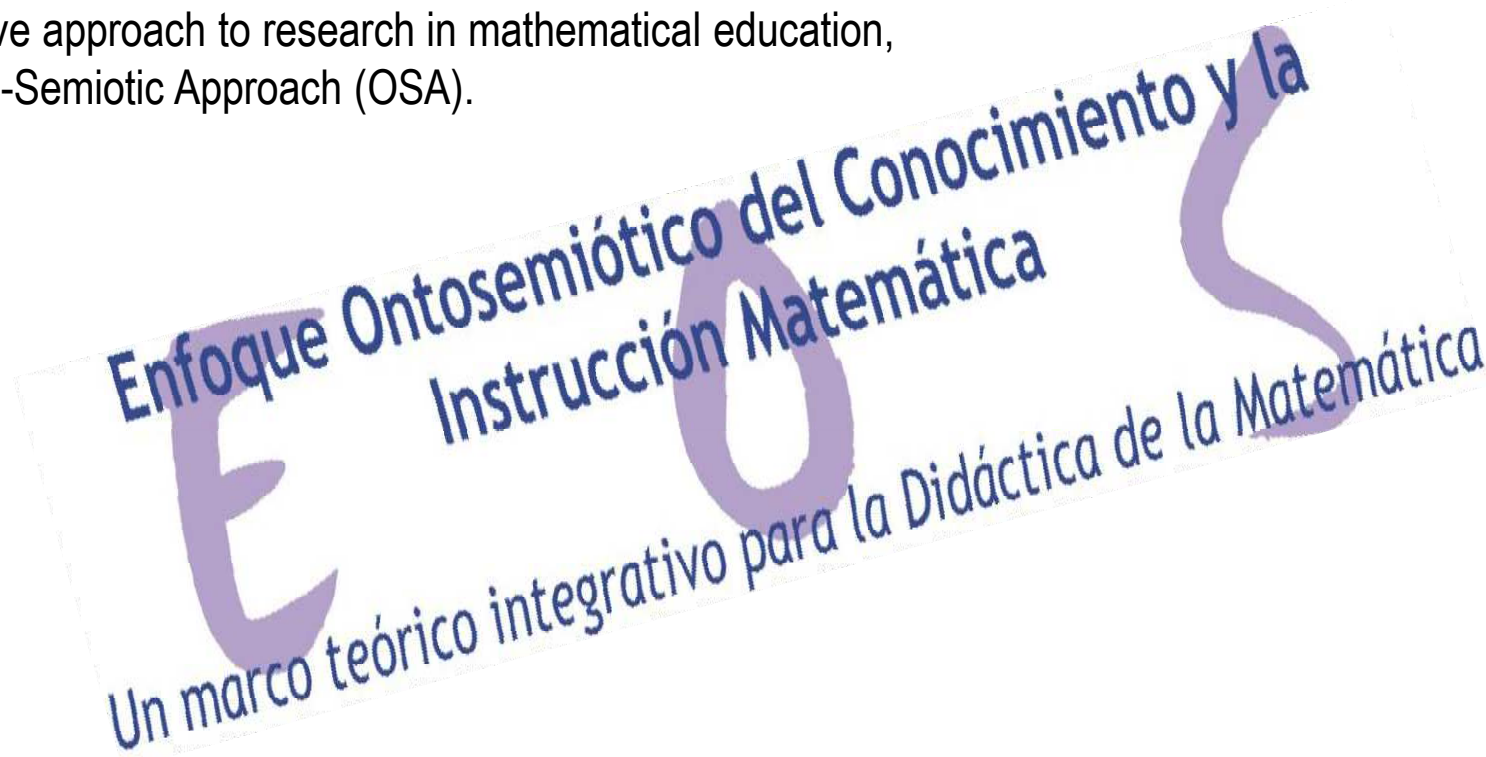 ve approach to research in mathematical education,
-Semiotic Approach (OSA).
Enfoque Ontosemiótico del Conocimiento y la
Instrucción Matemática
Un marco teórico integrativo para la Didáctica de la Matemática
E O S